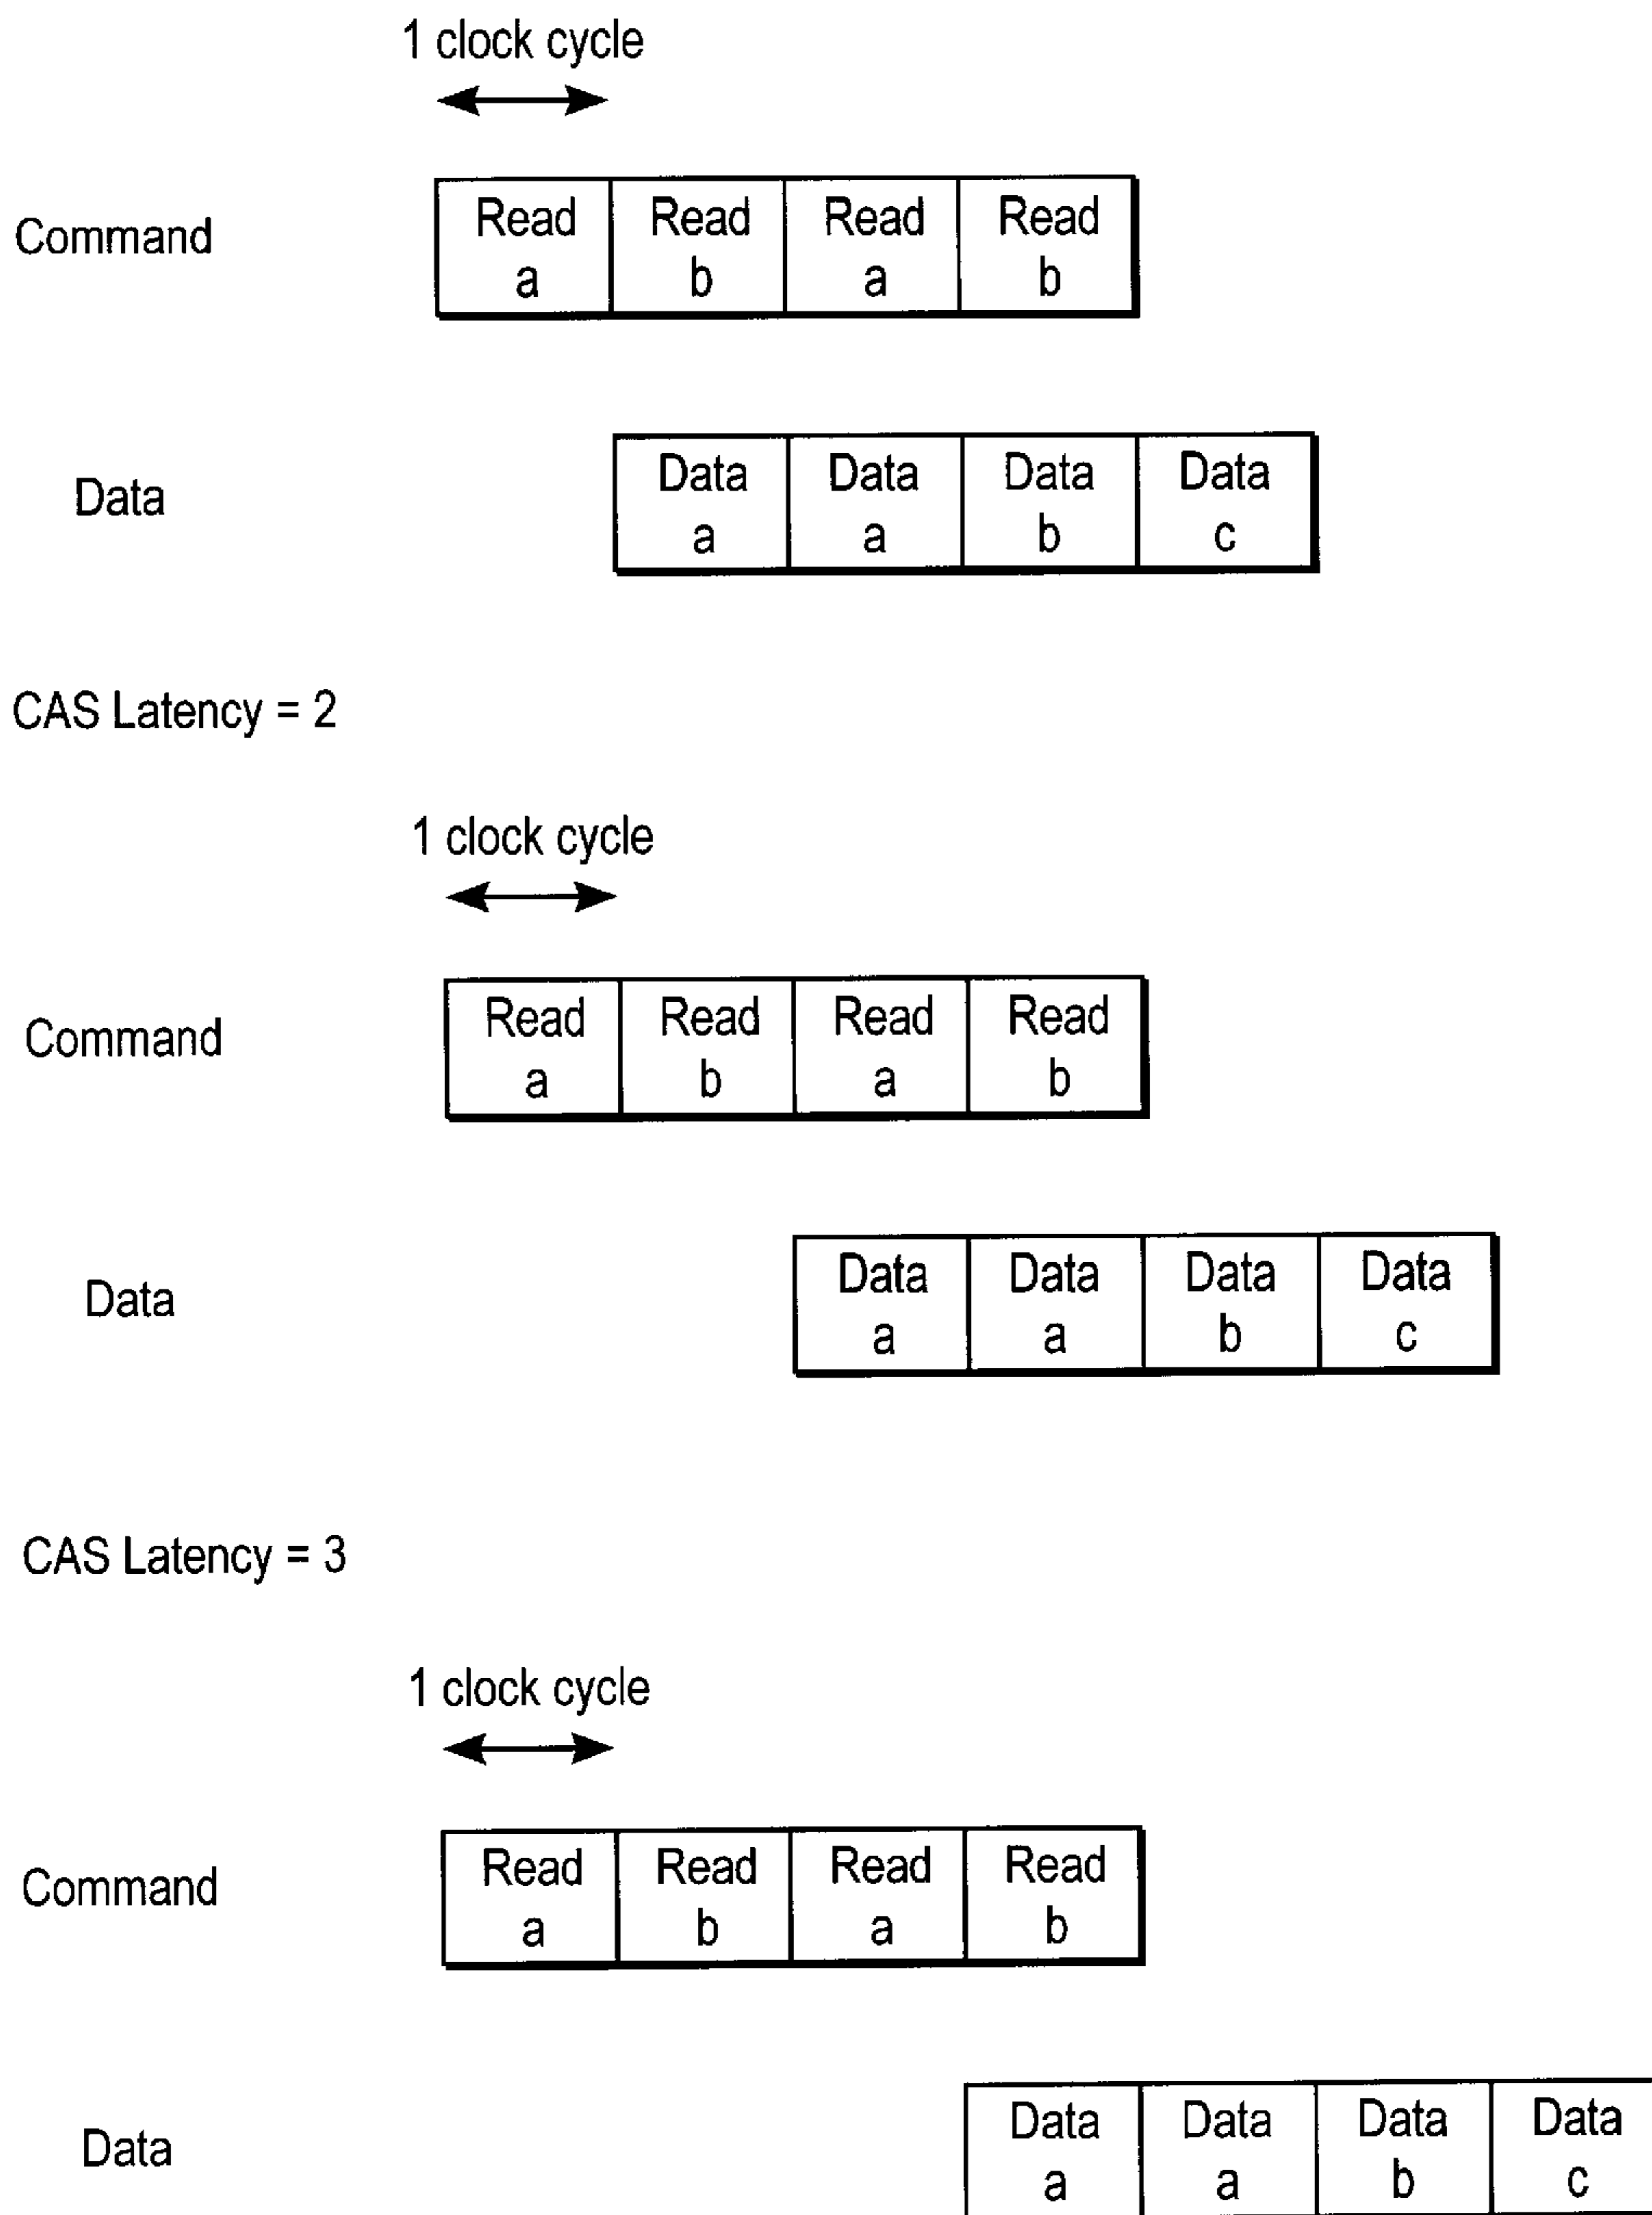 1 clock cycle
Command
Read Read Read Read
a b a b
Data
Data Data Data Data
a a b c
CAS Latency = 2
1 clock cycle
Command
Read Read Read Read
a b a b
Data
Data Data Data Data
a a b c
CAS Latency = 3
1 clock cycle
Command
Read Read Read Read
a b a b
Data
Data Data Data Data
a a b c